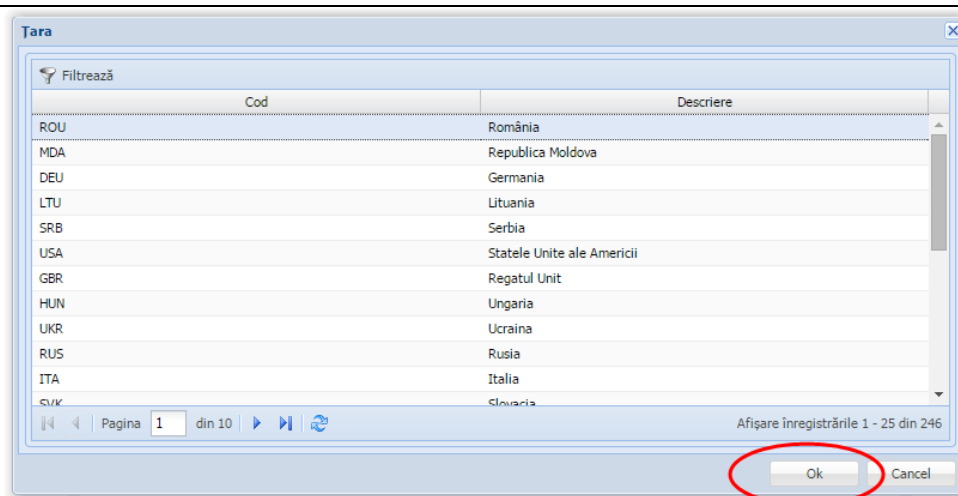 Țara
Filtrează
Cod Descriere
ROU România
MDA Republica Moldova
DEU Germania
LTU Lituania
SRB Serbia
USA Statele Unite ale Americii
GBR Regatul Unit
HUN Ungaria
UKR Ucraina
RUS Rusia
ITA Italia
SVK Slovacia
Pagina 1 din 10 Afișare înregistrările 1 - 25 din 246
Ok Cancel